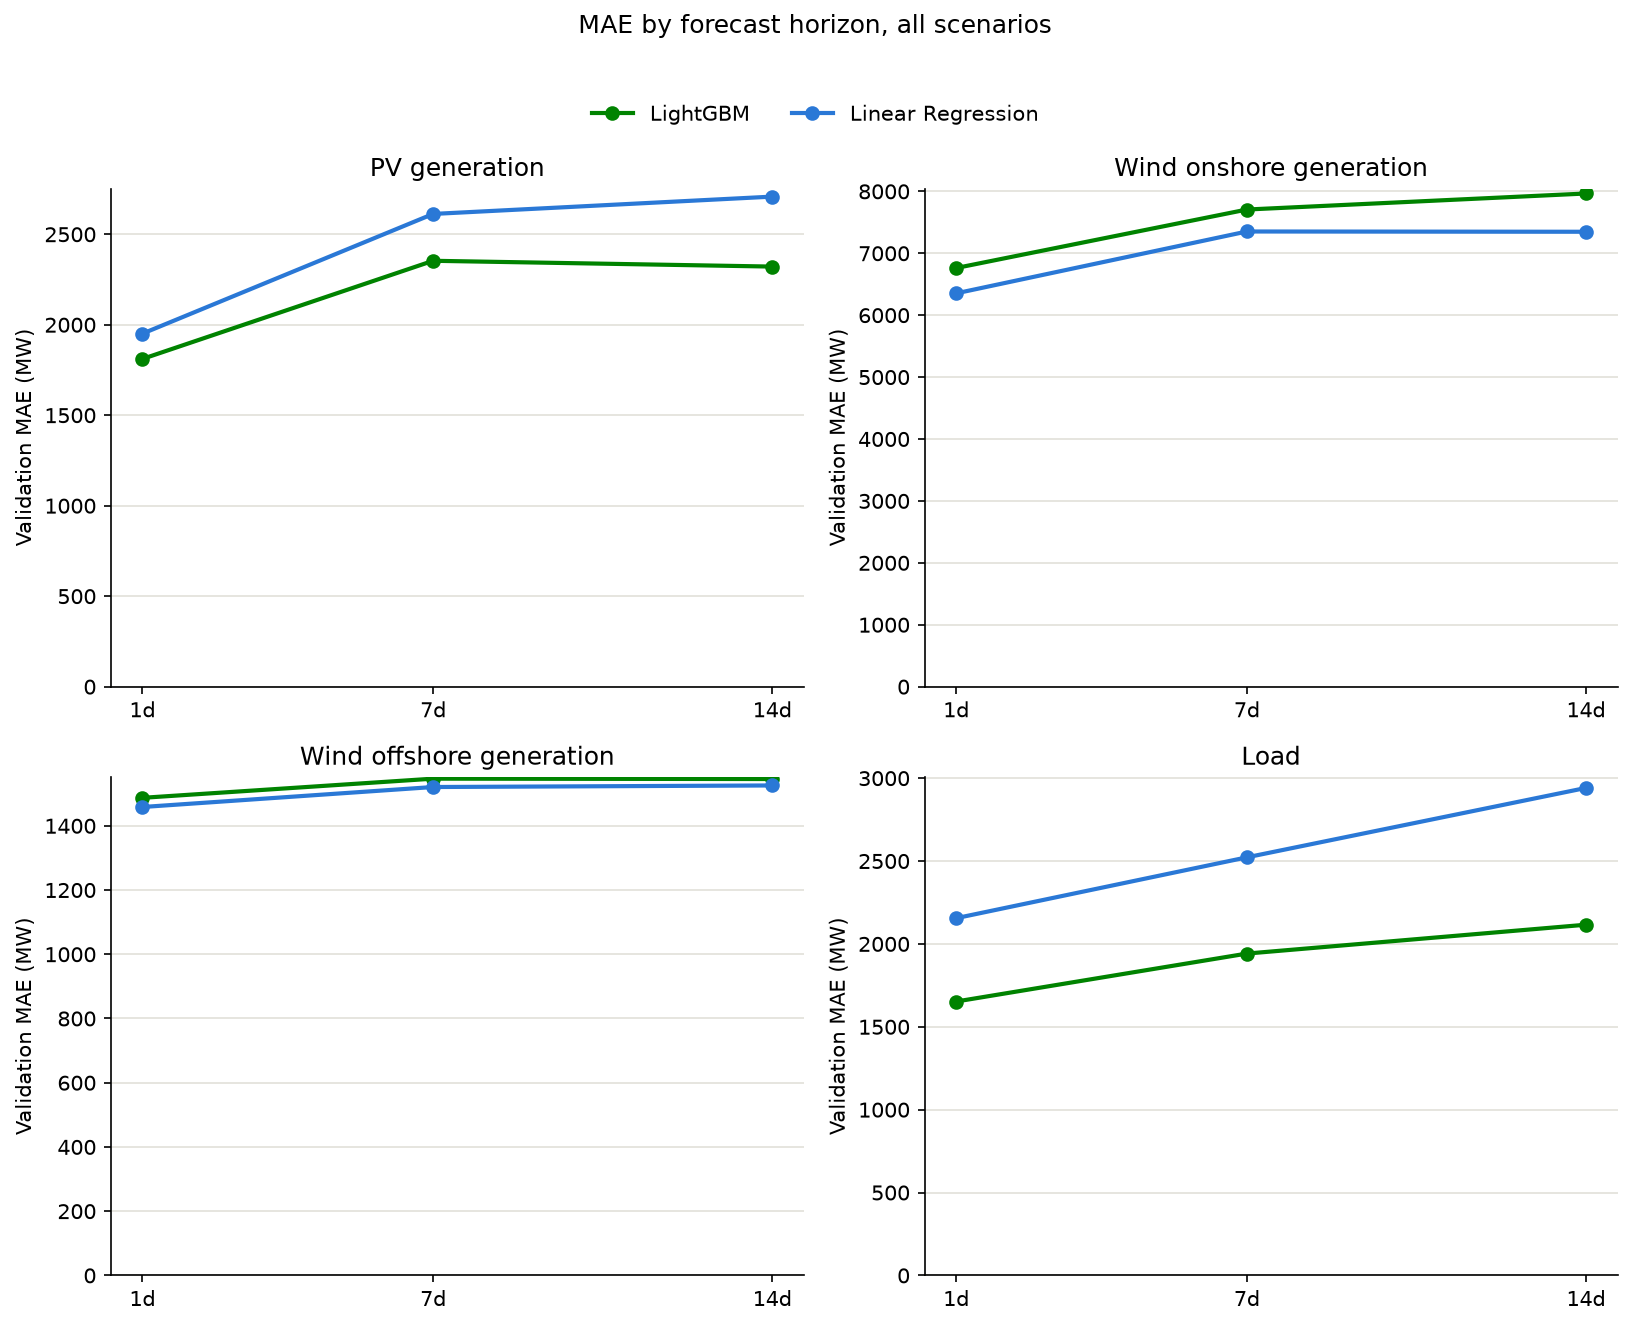 MAE by forecast horizon, all scenarios
LightGBM
Linear Regression
PV generation
Validation MAE (MW)
2500
2000
1500
1000
500
0
1d
7d
14d
Wind onshore generation
Validation MAE (MW)
8000
7000
6000
5000
4000
3000
2000
1000
0
1d
7d
14d
Wind offshore generation
Validation MAE (MW)
1400
1200
1000
800
600
400
200
0
1d
7d
14d
Load
Validation MAE (MW)
3000
2500
2000
1500
1000
500
0
1d
7d
14d